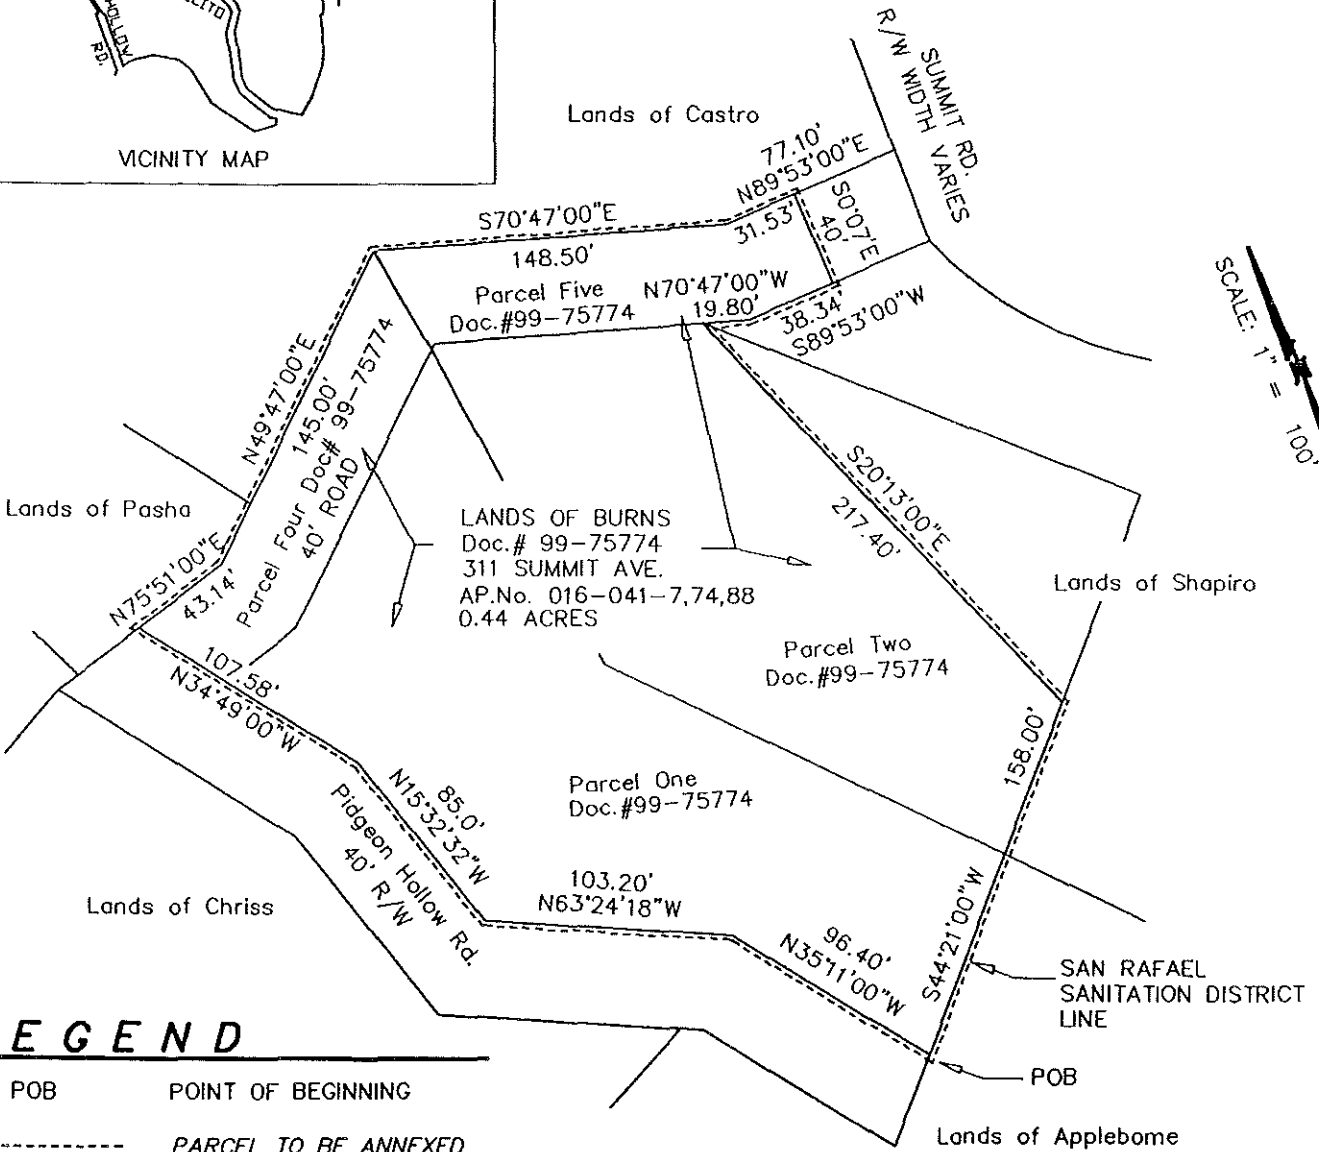 HOLLOW
RD.
VICINITY MAP
Lands of Castro
SUMMIT RD.
R/W WIDTH VARIES
77.10'
N89°53'00"E
31.53'
S0°07'E
40'
S70°47'00"E
148.50'
Parcel Five
Doc.#99-75774
N70°47'00"W
19.80'
38.34'
S89°53'00"W
SCALE: 1" = 100'
N49°47'00"E
145.00'
Parcel Four Doc# 99-75774
40' ROAD
Lands of Pasha
N75°51'00"E
43.14'
LANDS OF BURNS
Doc.# 99-75774
311 SUMMIT AVE.
AP.No. 016-041-7,74,88
0.44 ACRES
S20°13'00"E
217.40'
Lands of Shapiro
Parcel Two
Doc.#99-75774
107.58'
N34°49'00"W
158.00'
S44°21'00"W
Parcel One
Doc.#99-75774
85.0'
N15°32'32"W
Pidgeon Hollow Rd.
40' R/W
103.20'
N63°24'18"W
96.40'
N35°11'00"W
Lands of Chriss
SAN RAFAEL
SANITATION DISTRICT
LINE
EGEND
POB POINT OF BEGINNING
POB
PARCEL TO BE ANNEXED
Lands of Applebome